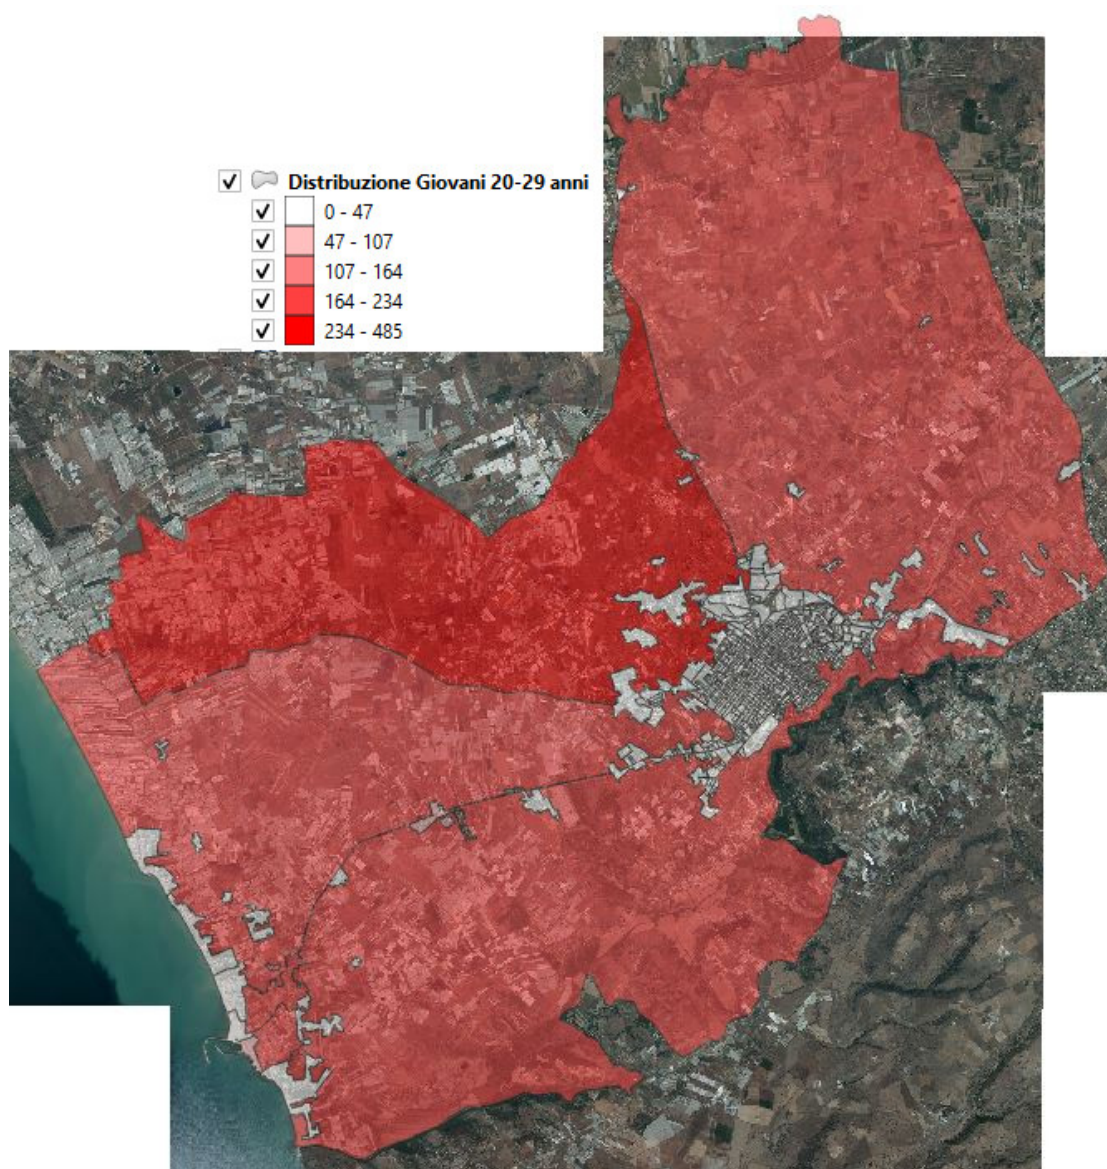 Distribuzione Giovani 20-29 anni
0 - 47
47 - 107
107 - 164
164 - 234
234 - 485